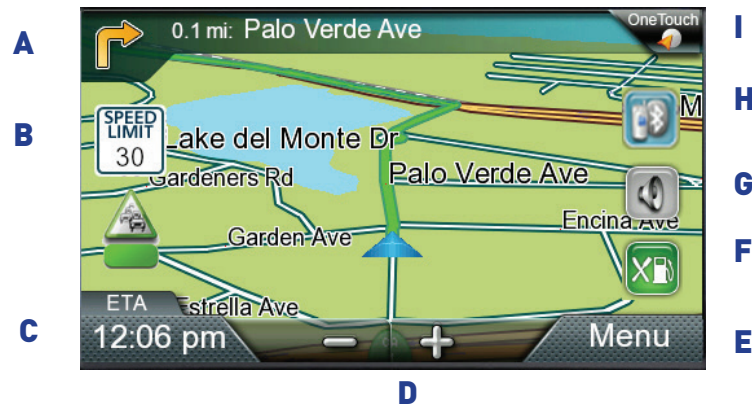 A
0.1 mi: Palo Verde Ave
OneTouch
I
B
SPEED
LIMIT
30
Lake del Monte Dr
M
H
Gardeners Rd
Palo Verde Ave
G
Garden Ave
Encina Ave
F
ETA
Estrella Ave
C
12:06 pm
Menu
E
D